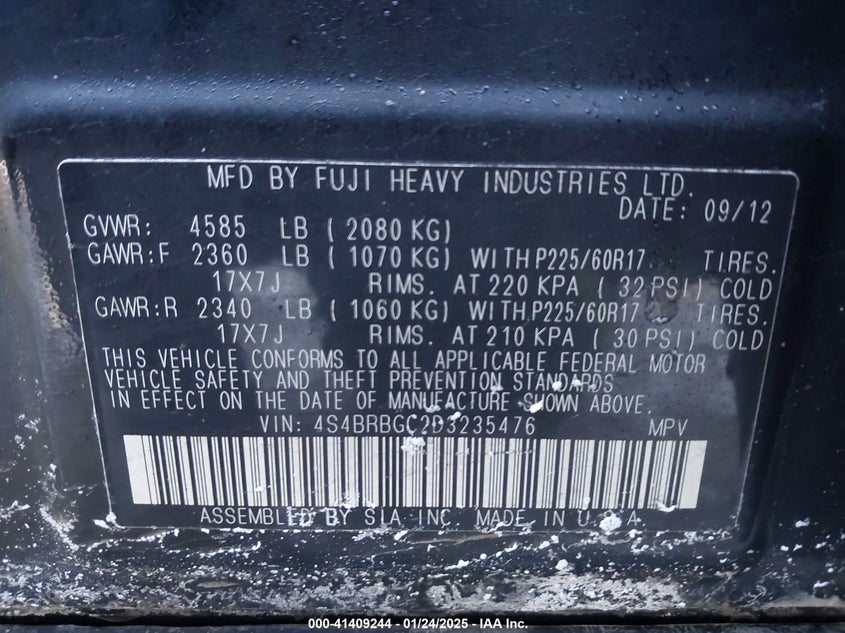 MFD BY FUJI HEAVY INDUSTRIES LTD.
DATE: 09/12
GVWR: 4585 LB ( 2080 KG)
GAWR:F 2360 LB ( 1070 KG) WITH P225/60R17 TIRES.
17X7J RIMS. AT 220 KPA ( 32 PSI) COLD
GAWR:R 2340 LB ( 1060 KG) WITH P225/60R17 TIRES.
17X7J RIMS. AT 210 KPA ( 30 PSI) COLD.
THIS VEHICLE CONFORMS TO ALL APPLICABLE FEDERAL MOTOR
VEHICLE SAFETY AND THEFT PREVENTION STANDARDS
IN EFFECT ON THE DATE OF MANUFACTURE SHOWN ABOVE.
VIN: 4S4BRBGC2D3235476 MPV
ASSEMBLED BY SIA INC. MADE IN U.S.A.
000-41409244 - 01/24/2025 - IAA Inc.